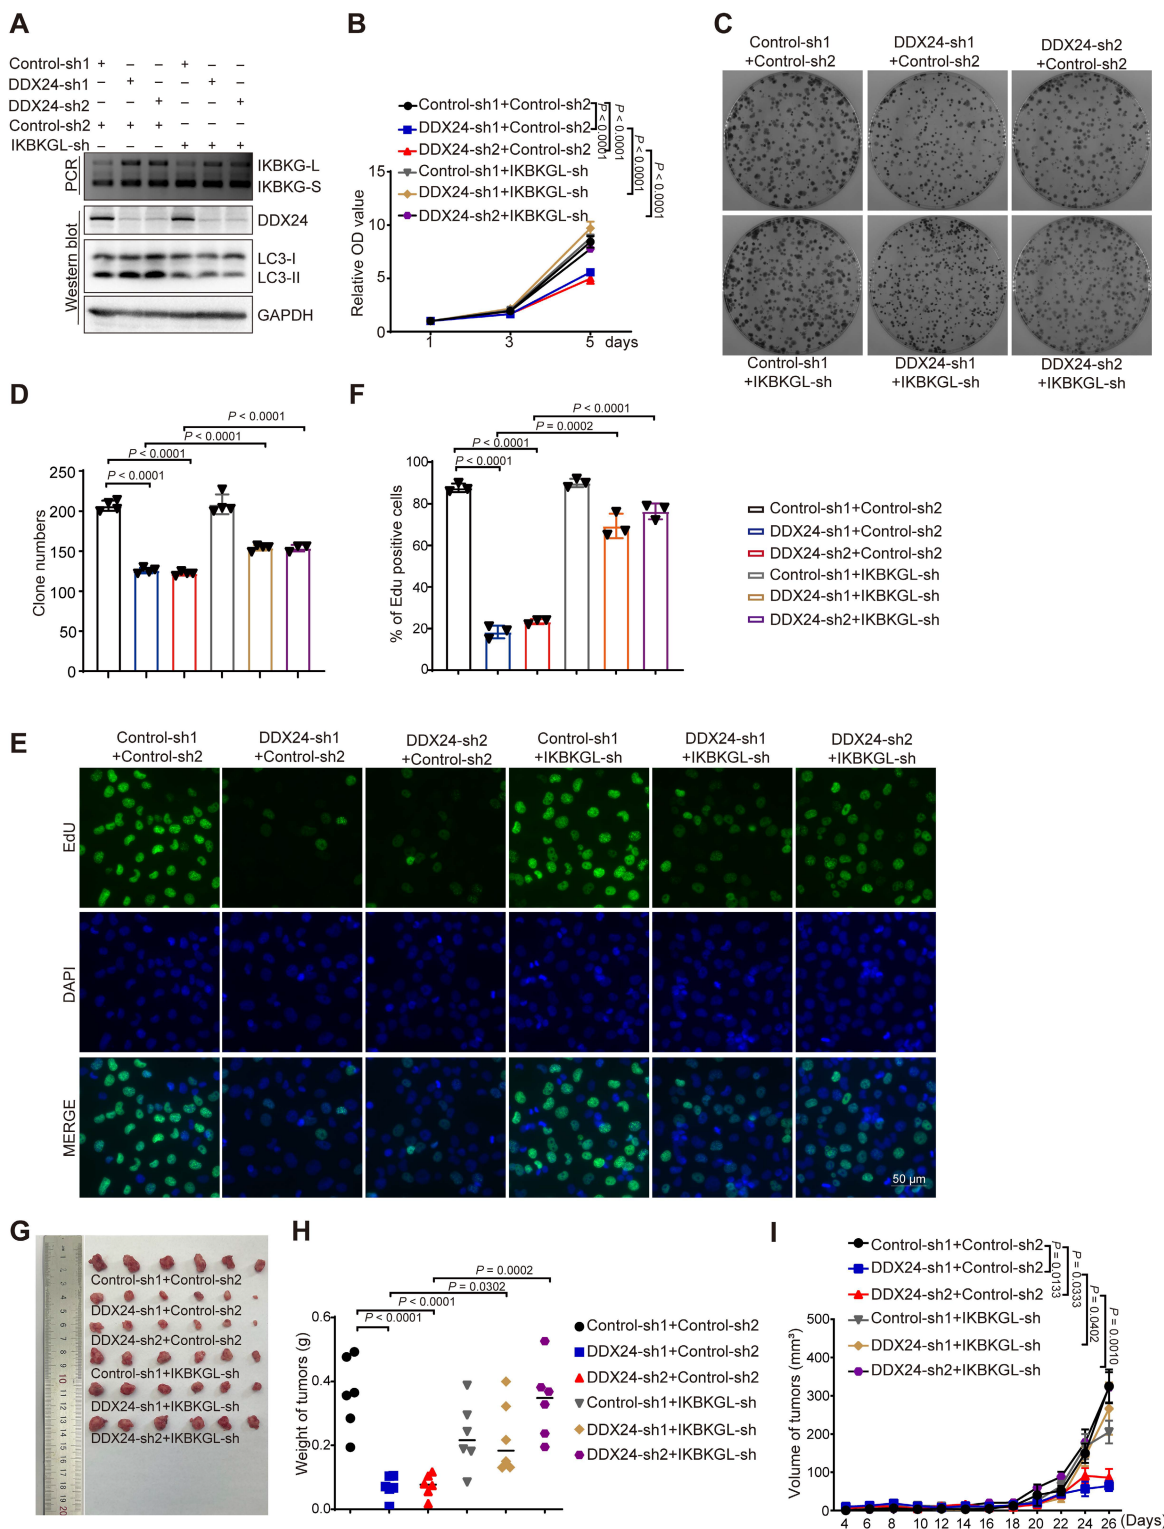 A
Control-sh1 + – – + – –
DDX24-sh1 – + – – + –
DDX24-sh2 – – + – – +
Control-sh2 + + + – – –
IKBKGL-sh – – – + + +
PCR
IKBKG-L
IKBKG-S
Western blot
DDX24
LC3-I
LC3-II
GAPDH
B
Control-sh1+Control-sh2
DDX24-sh1+Control-sh2
DDX24-sh2+Control-sh2
Control-sh1+IKBKGL-sh
DDX24-sh1+IKBKGL-sh
DDX24-sh2+IKBKGL-sh
P < 0.0001
P < 0.0001
P < 0.0001
P < 0.0001
Relative OD value
15
10
5
0
1 3 5 days
C
Control-sh1
+Control-sh2
DDX24-sh1
+Control-sh2
DDX24-sh2
+Control-sh2
Control-sh1
+IKBKGL-sh
DDX24-sh1
+IKBKGL-sh
DDX24-sh2
+IKBKGL-sh
D
P < 0.0001
P < 0.0001
P < 0.0001
P < 0.0001
Clone numbers
250
200
150
100
50
0
F
P < 0.0001
P = 0.0002
P < 0.0001
P < 0.0001
% of Edu positive cells
100
80
60
40
20
0
Control-sh1+Control-sh2
DDX24-sh1+Control-sh2
DDX24-sh2+Control-sh2
Control-sh1+IKBKGL-sh
DDX24-sh1+IKBKGL-sh
DDX24-sh2+IKBKGL-sh
E
Control-sh1
+Control-sh2
DDX24-sh1
+Control-sh2
DDX24-sh2
+Control-sh2
Control-sh1
+IKBKGL-sh
DDX24-sh1
+IKBKGL-sh
DDX24-sh2
+IKBKGL-sh
EdU
DAPI
MERGE
50 µm
G
Control-sh1+Control-sh2
DDX24-sh1+Control-sh2
DDX24-sh2+Control-sh2
Control-sh1+IKBKGL-sh
DDX24-sh1+IKBKGL-sh
DDX24-sh2+IKBKGL-sh
H
P = 0.0002
P = 0.0302
P < 0.0001
P < 0.0001
Weight of tumors (g)
0.6
0.4
0.2
0.0
Control-sh1+Control-sh2
DDX24-sh1+Control-sh2
DDX24-sh2+Control-sh2
Control-sh1+IKBKGL-sh
DDX24-sh1+IKBKGL-sh
DDX24-sh2+IKBKGL-sh
I
Control-sh1+Control-sh2
DDX24-sh1+Control-sh2
DDX24-sh2+Control-sh2
Control-sh1+IKBKGL-sh
DDX24-sh1+IKBKGL-sh
DDX24-sh2+IKBKGL-sh
P = 0.0133
P = 0.0333
P = 0.0402
P = 0.0010
Volume of tumors (mm³)
500
400
300
200
100
0
4 6 8 10 12 14 16 18 20 22 24 26 (Days)